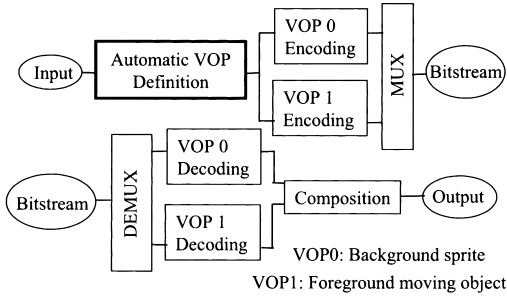 VOP 0
Encoding
Input
Automatic VOP
Definition
MUX
Bitstream
VOP 1
Encoding
VOP 0
Decoding
Bitstream
DEMUX
Composition
Output
VOP 1
Decoding
VOP0: Background sprite
VOP1: Foreground moving object